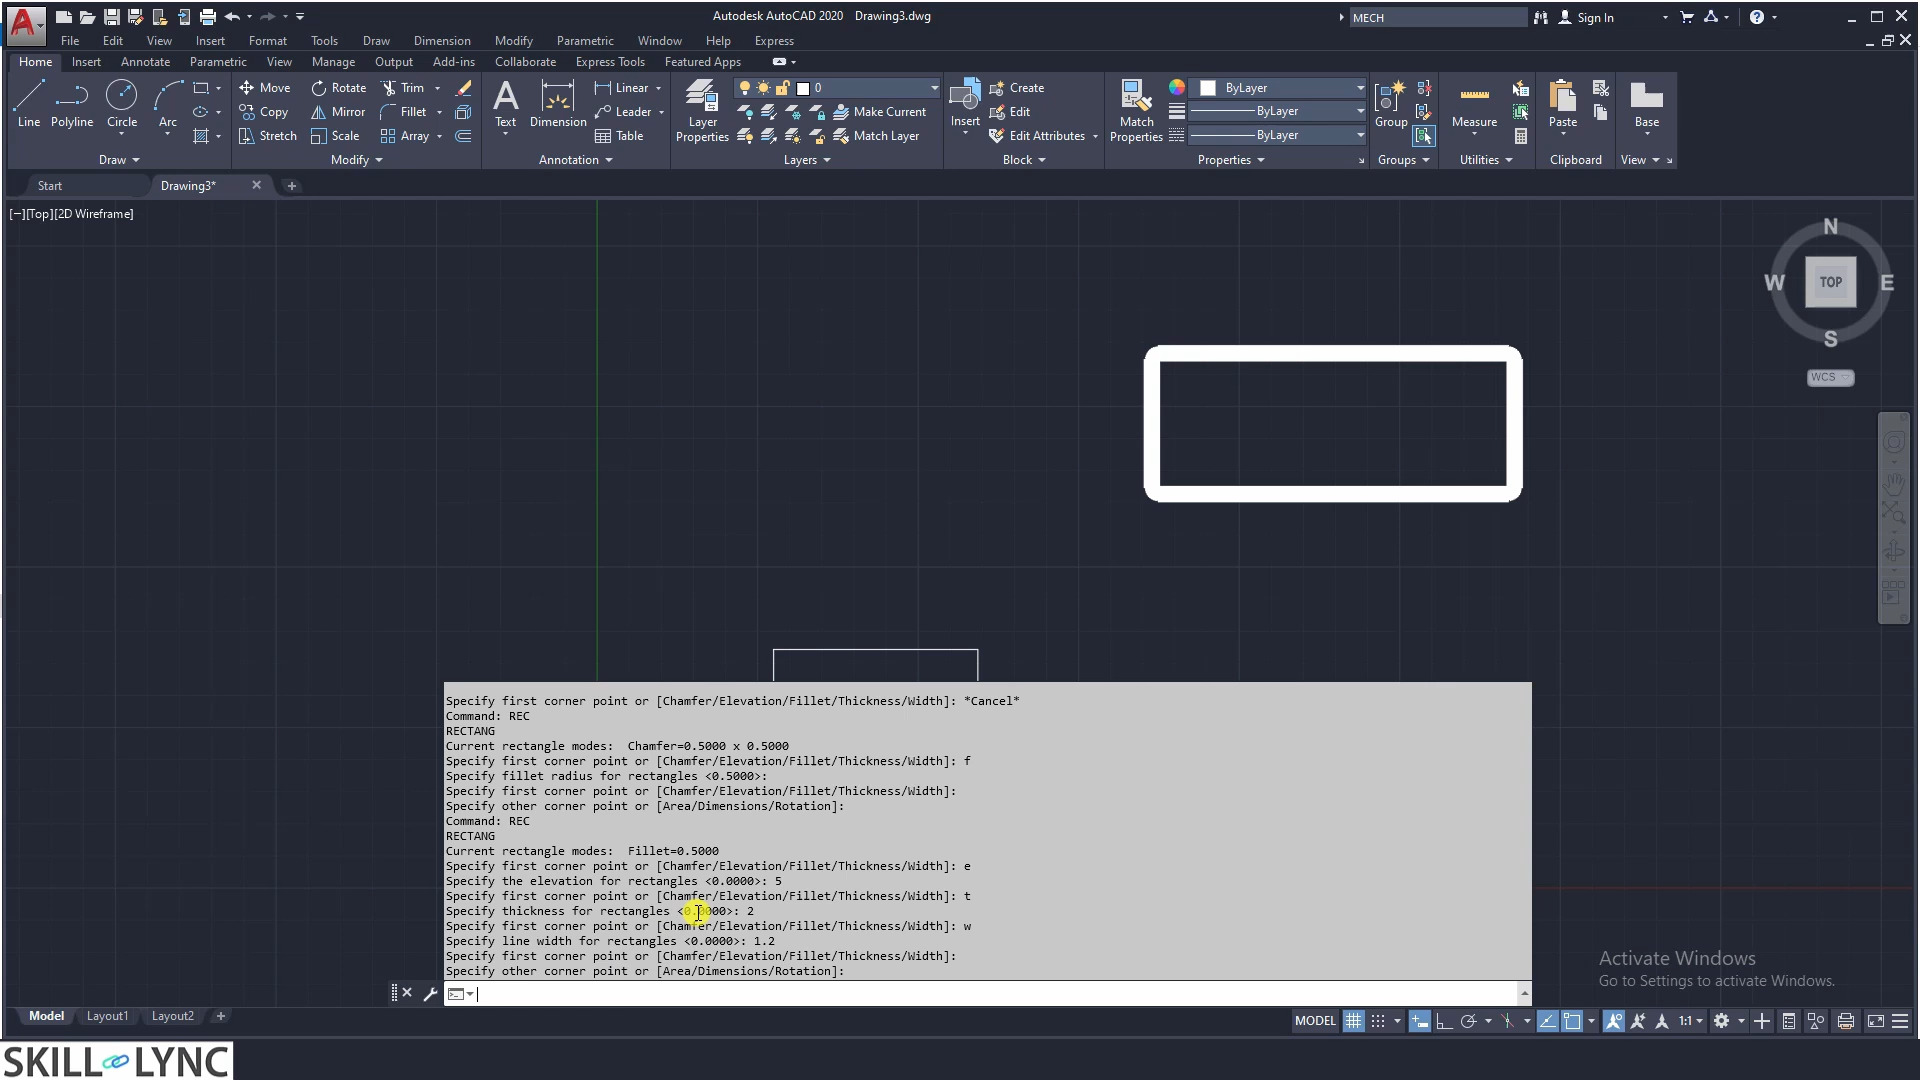 Autodesk AutoCAD 2020 Drawing3.dwg
MECH
Sign In
File Edit View Insert Format Tools Draw Dimension Modify Parametric Window Help Express
Home Insert Annotate Parametric View Manage Output Add-ins Collaborate Express Tools Featured Apps
Line Polyline Circle Arc
Move Rotate Trim
Copy Mirror Fillet
Stretch Scale Array
Text Dimension
Linear
Leader
Table
Layer Properties
0
Make Current
Match Layer
Insert
Create
Edit
Edit Attributes
Match Properties
ByLayer
ByLayer
ByLayer
Group
Measure
Paste
Base
Draw Modify Annotation Layers Block Properties Groups Utilities Clipboard View
Start Drawing3*
[−][Top][2D Wireframe]
N
W TOP E
S
WCS
Specify first corner point or [Chamfer/Elevation/Fillet/Thickness/Width]: *Cancel*
Command: REC
RECTANG
Current rectangle modes: Chamfer=0.5000 x 0.5000
Specify first corner point or [Chamfer/Elevation/Fillet/Thickness/Width]: f
Specify fillet radius for rectangles <0.5000>:
Specify first corner point or [Chamfer/Elevation/Fillet/Thickness/Width]:
Specify other corner point or [Area/Dimensions/Rotation]:
Command: REC
RECTANG
Current rectangle modes: Fillet=0.5000
Specify first corner point or [Chamfer/Elevation/Fillet/Thickness/Width]: e
Specify the elevation for rectangles <0.0000>: 5
Specify first corner point or [Chamfer/Elevation/Fillet/Thickness/Width]: t
Specify thickness for rectangles <0.0000>: 2
Specify first corner point or [Chamfer/Elevation/Fillet/Thickness/Width]: w
Specify line width for rectangles <0.0000>: 1.2
Specify first corner point or [Chamfer/Elevation/Fillet/Thickness/Width]:
Specify other corner point or [Area/Dimensions/Rotation]:
Activate Windows
Go to Settings to activate Windows.
Model Layout1 Layout2
MODEL
1:1
SKILL LYNC